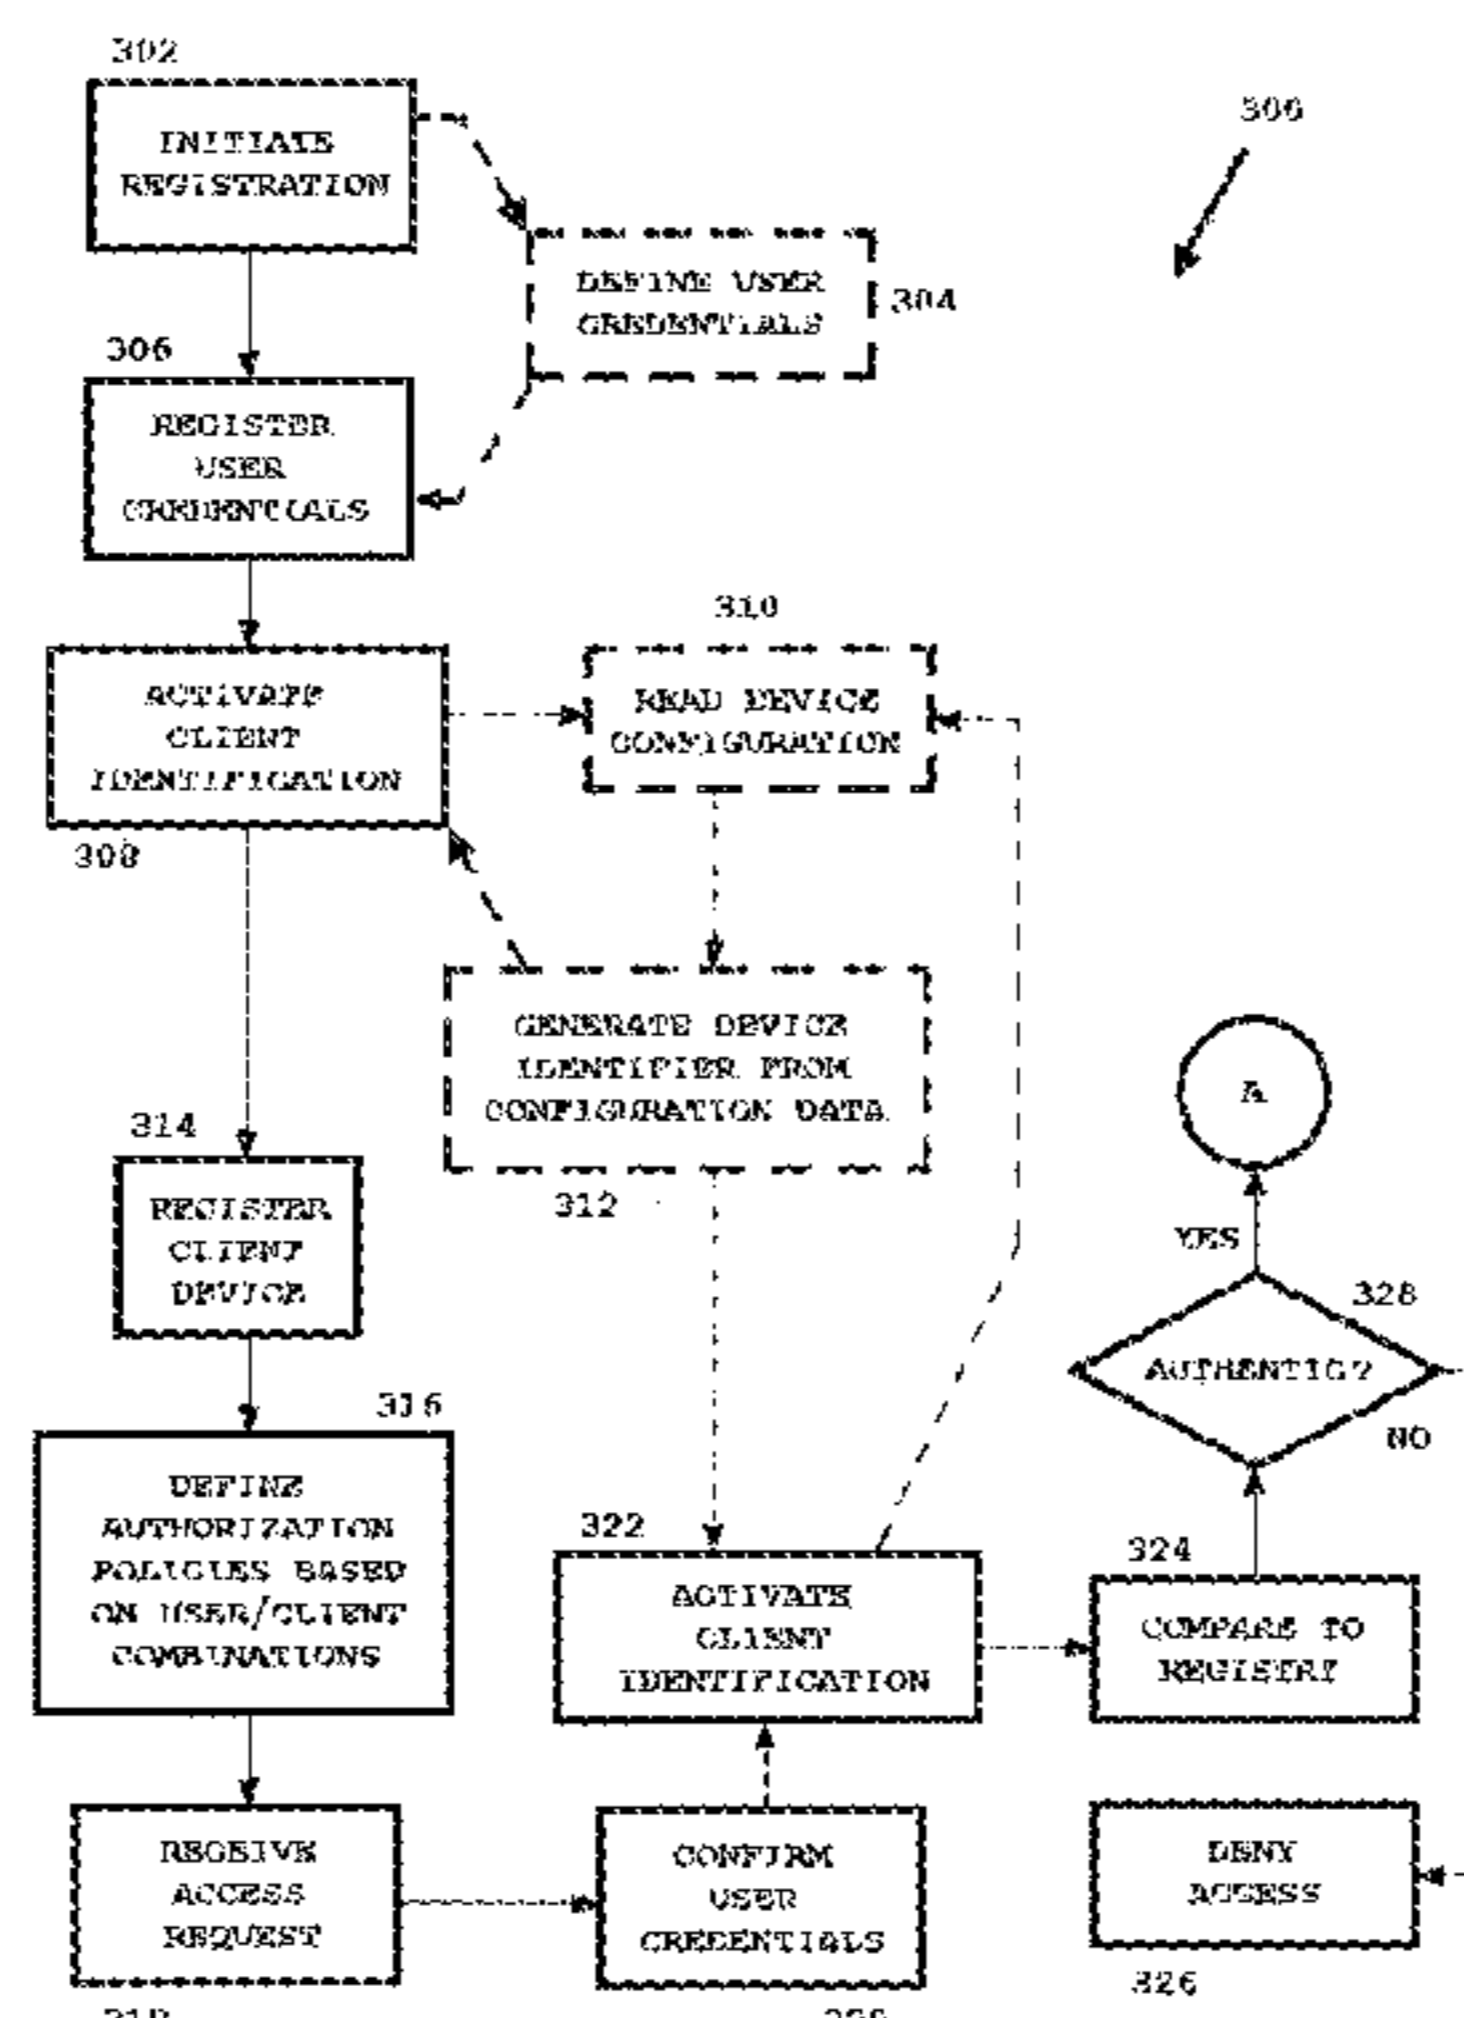 302
INITIATE
REGISTRATION
300
DEFINE USER
CREDENTIALS
304
306
REGISTER
USER
CREDENTIALS
310
ACTIVATE
CLIENT
IDENTIFICATION
READ DEVICE
CONFIGURATION
308
GENERATE DEVICE
IDENTIFIER FROM
CONFIGURATION DATA
312
A
314
REGISTER
CLIENT
DEVICE
YES
328
AUTHENTIC?
NO
316
DEFINE
AUTHORIZATION
POLICIES BASED
ON USER/CLIENT
COMBINATIONS
322
ACTIVATE
CLIENT
IDENTIFICATION
324
COMPARE TO
REGISTRY
RECEIVE
ACCESS
REQUEST
CONFIRM
USER
CREDENTIALS
DENY
ACCESS
326